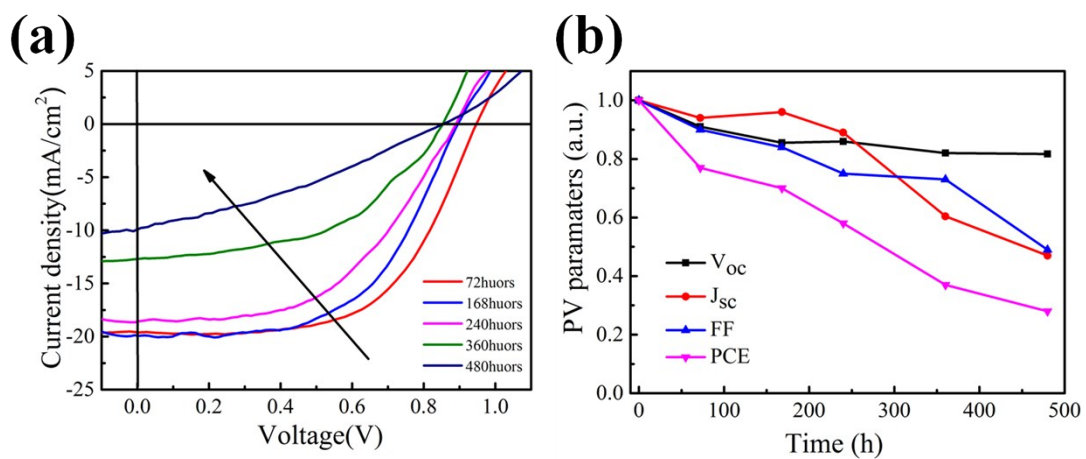 (a)
5
0
-5
-10
-15
-20
-25
Current density(mA/cm²)
0.0 0.2 0.4 0.6 0.8 1.0
Voltage(V)
72huors
168huors
240huors
360huors
480huors
(b)
1.0
0.8
0.6
0.4
0.2
0.0
PV paramaters (a.u.)
0 100 200 300 400 500
Time (h)
Voc
Jsc
FF
PCE